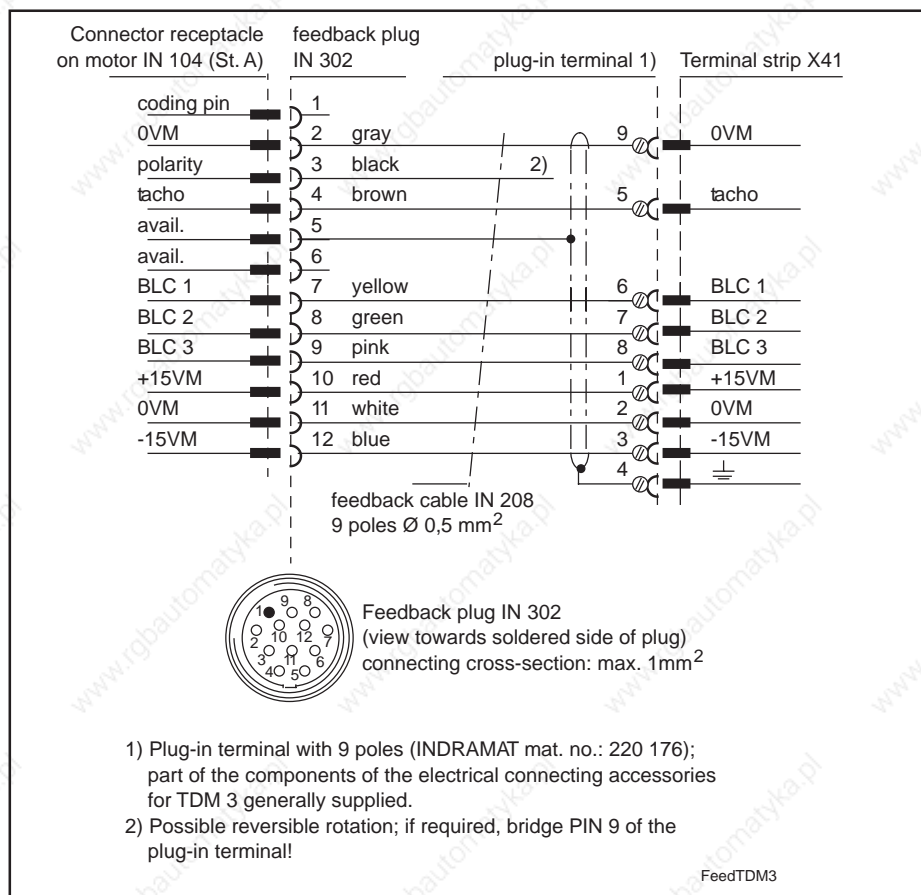 Connector receptacle feedback plug
on motor IN 104 (St. A) IN 302 plug-in terminal 1) Terminal strip X41
coding pin 1
0VM 2 gray 9 0VM
polarity 3 black 2)
tacho 4 brown 5 tacho
avail. 5
avail. 6
BLC 1 7 yellow 6 BLC 1
BLC 2 8 green 7 BLC 2
BLC 3 9 pink 8 BLC 3
+15VM 10 red 1 +15VM
0VM 11 white 2 0VM
-15VM 12 blue 3 -15VM
4
feedback cable IN 208
9 poles Ø 0,5 mm2
1 9 8
2 10 12 7
3 11 6
4 5
Feedback plug IN 302
(view towards soldered side of plug)
connecting cross-section: max. 1mm2
1) Plug-in terminal with 9 poles (INDRAMAT mat. no.: 220 176);
part of the components of the electrical connecting accessories
for TDM 3 generally supplied.
2) Possible reversible rotation; if required, bridge PIN 9 of the
plug-in terminal!
FeedTDM3
www.rgbautomatyka.pl